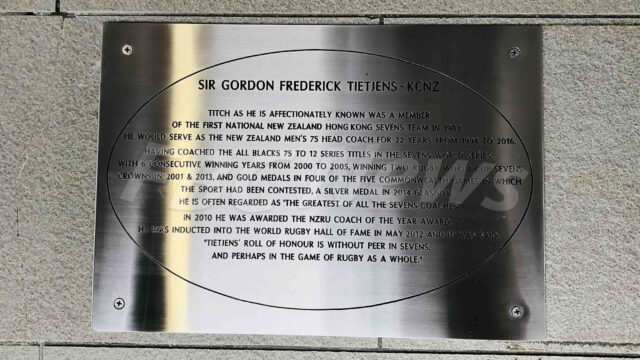 SIR GORDON FREDERICK TIETJENS - KCNZ
TITCH AS HE IS AFFECTIONATELY KNOWN WAS A MEMBER
OF THE FIRST NATIONAL NEW ZEALAND HONG KONG SEVENS TEAM IN 1983.
HE WOULD SERVE AS THE NEW ZEALAND MEN'S 7S HEAD COACH FOR 22 YEARS FROM 1994 TO 2016.
HAVING COACHED THE ALL BLACKS 7S TO 12 SERIES TITLES IN THE SEVENS WORLD SERIES,
WITH 6 CONSECUTIVE WINNING YEARS FROM 2000 TO 2005, WINNING TWO RUGBY WORLD CUP SEVENS
CROWNS IN 2001 & 2013, AND GOLD MEDALS IN FOUR OF THE FIVE COMMONWEALTH GAMES IN WHICH
THE SPORT HAD BEEN CONTESTED, A SILVER MEDAL IN 2014 GLASGOW.
HE IS OFTEN REGARDED AS 'THE GREATEST OF ALL THE SEVENS COACHES'
IN 2010 HE WAS AWARDED THE NZRU COACH OF THE YEAR AWARD.
HE WAS INDUCTED INTO THE WORLD RUGBY HALL OF FAME IN MAY 2012 AND IT WAS SAID:
"TIETJENS' ROLL OF HONOUR IS WITHOUT PEER IN SEVENS,
AND PERHAPS IN THE GAME OF RUGBY AS A WHOLE."